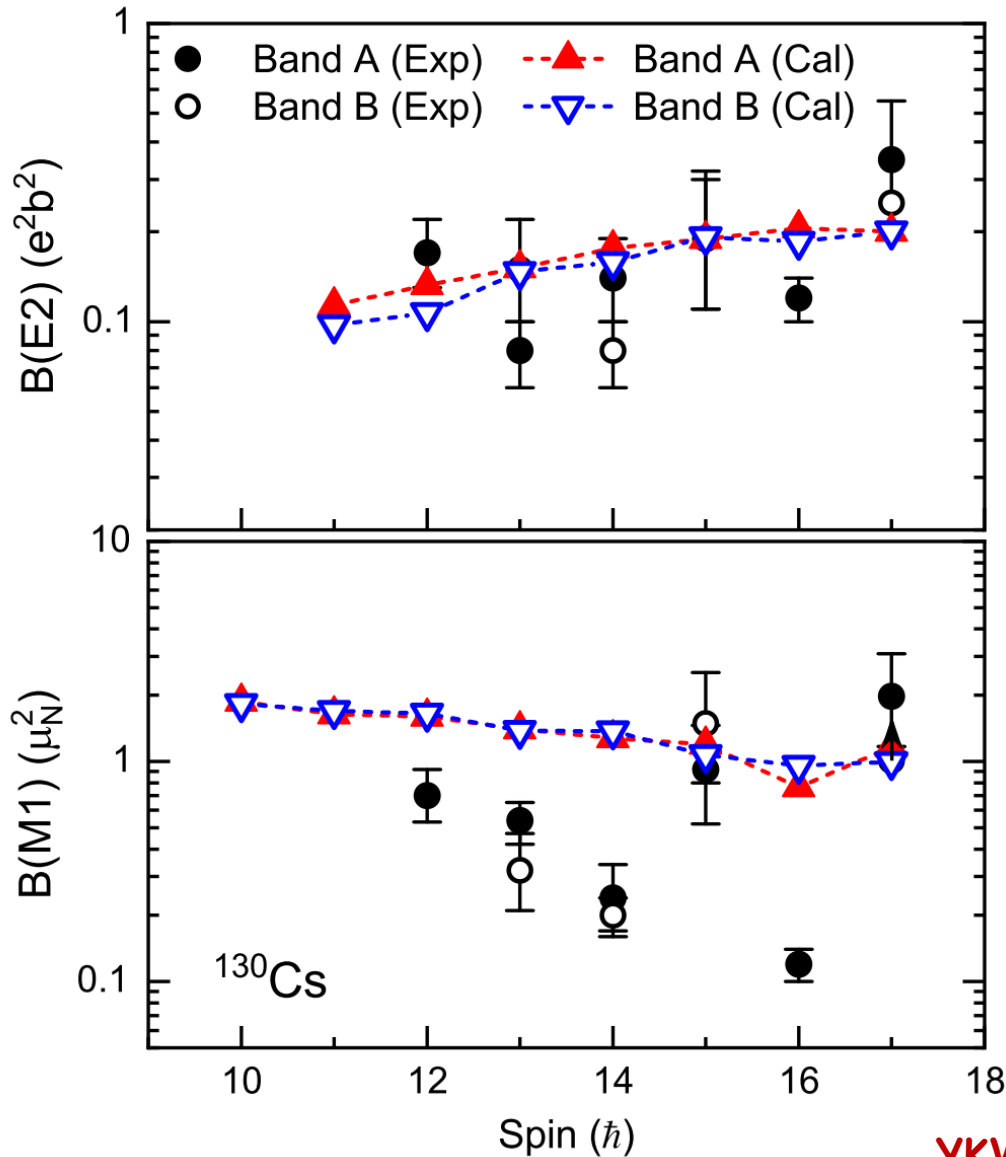 1
Band A (Exp) Band A (Cal)
Band B (Exp) Band B (Cal)
B(E2) (e²b²)
0.1
10
1
B(M1) (μ²N)
0.1
¹³⁰Cs
10 12 14 16 18
Spin (ℏ)